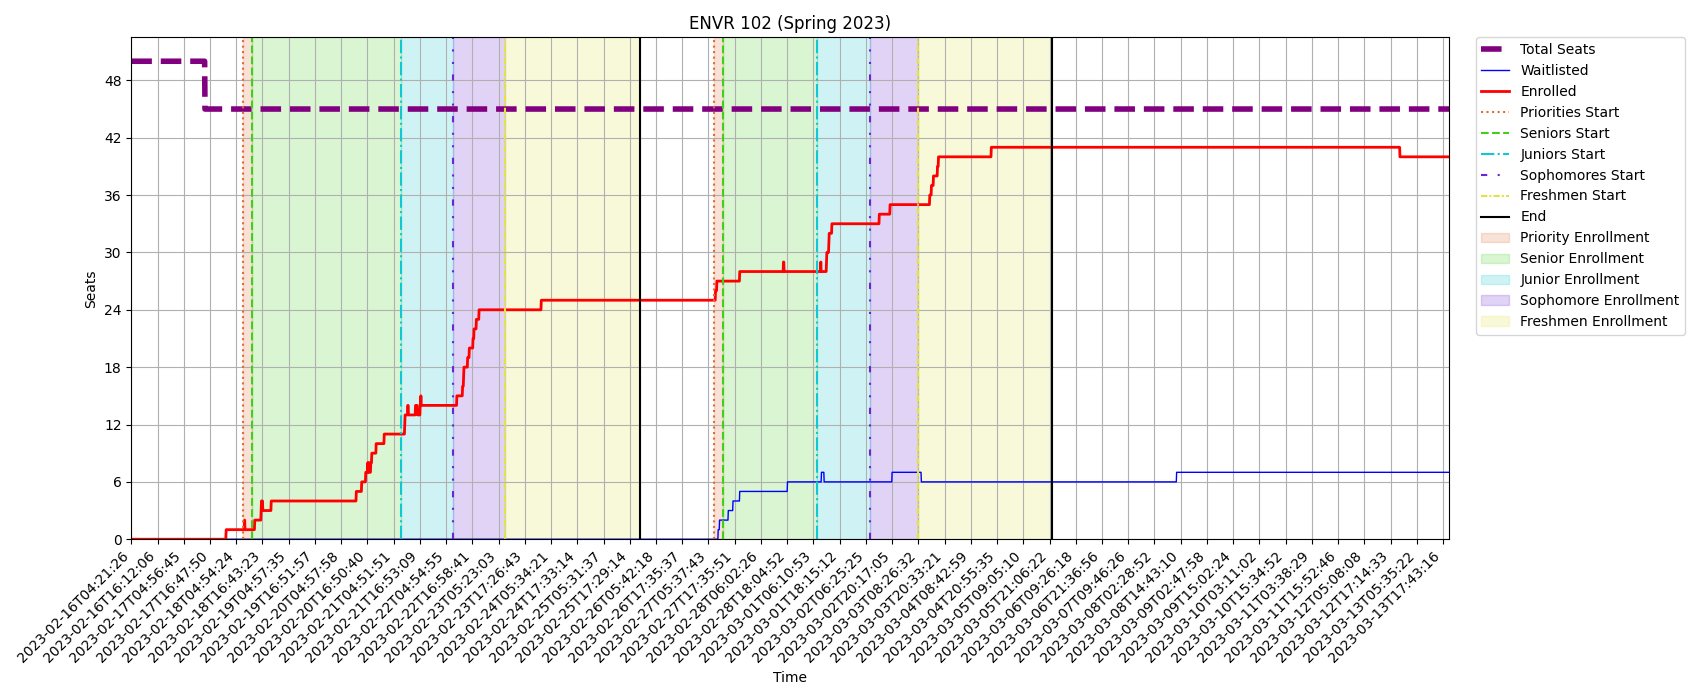 ENVR 102 (Spring 2023)
Seats
48
42
36
30
24
18
12
6
0
2023-02-16T04:21:26
2023-02-16T16:12:06
2023-02-17T04:56:45
2023-02-17T16:47:50
2023-02-18T04:54:24
2023-02-18T16:43:23
2023-02-19T04:57:35
2023-02-19T16:51:57
2023-02-20T04:57:58
2023-02-20T16:50:40
2023-02-21T04:51:51
2023-02-21T16:53:09
2023-02-22T04:54:55
2023-02-22T16:58:41
2023-02-23T05:23:03
2023-02-23T17:26:43
2023-02-24T05:34:21
2023-02-24T17:33:14
2023-02-25T05:31:37
2023-02-25T17:29:14
2023-02-26T05:42:18
2023-02-26T17:35:37
2023-02-27T05:37:43
2023-02-27T17:35:51
2023-02-28T06:02:26
2023-02-28T18:04:52
2023-03-01T06:10:53
2023-03-01T18:15:12
2023-03-02T06:25:25
2023-03-02T20:17:05
2023-03-03T08:26:32
2023-03-03T20:33:21
2023-03-04T08:42:59
2023-03-04T20:55:35
2023-03-05T09:05:10
2023-03-05T21:06:22
2023-03-06T09:26:18
2023-03-06T21:36:56
2023-03-07T09:46:26
2023-03-08T02:28:52
2023-03-08T14:43:10
2023-03-09T02:47:58
2023-03-09T15:02:24
2023-03-10T03:11:02
2023-03-10T15:34:52
2023-03-11T03:38:29
2023-03-11T15:52:46
2023-03-12T05:08:08
2023-03-12T17:14:33
2023-03-13T05:35:22
2023-03-13T17:43:16
Time
Total Seats
Waitlisted
Enrolled
Priorities Start
Seniors Start
Juniors Start
Sophomores Start
Freshmen Start
End
Priority Enrollment
Senior Enrollment
Junior Enrollment
Sophomore Enrollment
Freshmen Enrollment